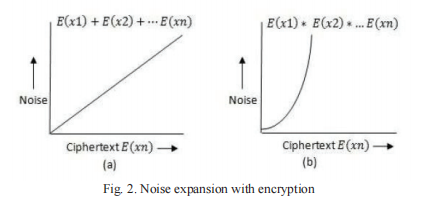 E(x1) + E(x2) + ··· E(xn)
Noise
Ciphertext E(xn)
(a)
E(x1) * E(x2) * ... E(xn)
Noise
Ciphertext E(xn)
(b)
Fig. 2. Noise expansion with encryption